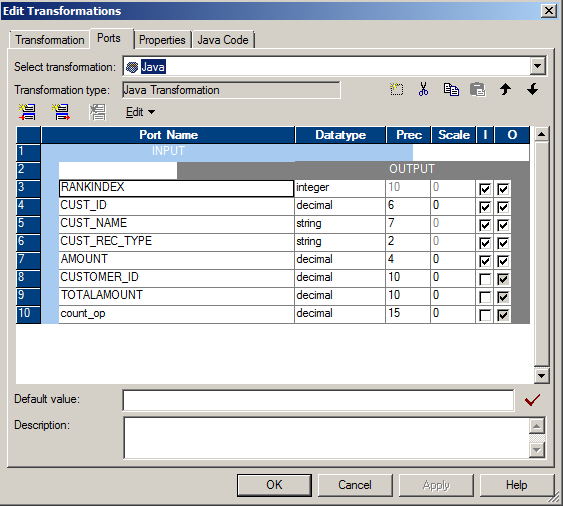 Edit Transformations
Transformation Ports Properties Java Code
Select transformation: Java
Transformation type: Java Transformation
Edit
Port Name Datatype Prec Scale I O
1 INPUT
2 OUTPUT
3 RANKINDEX integer 10 0
4 CUST_ID decimal 6 0
5 CUST_NAME string 7 0
6 CUST_REC_TYPE string 2 0
7 AMOUNT decimal 4 0
8 CUSTOMER_ID decimal 10 0
9 TOTALAMOUNT decimal 10 0
10 count_op decimal 15 0
Default value:
Description:
OK Cancel Apply Help